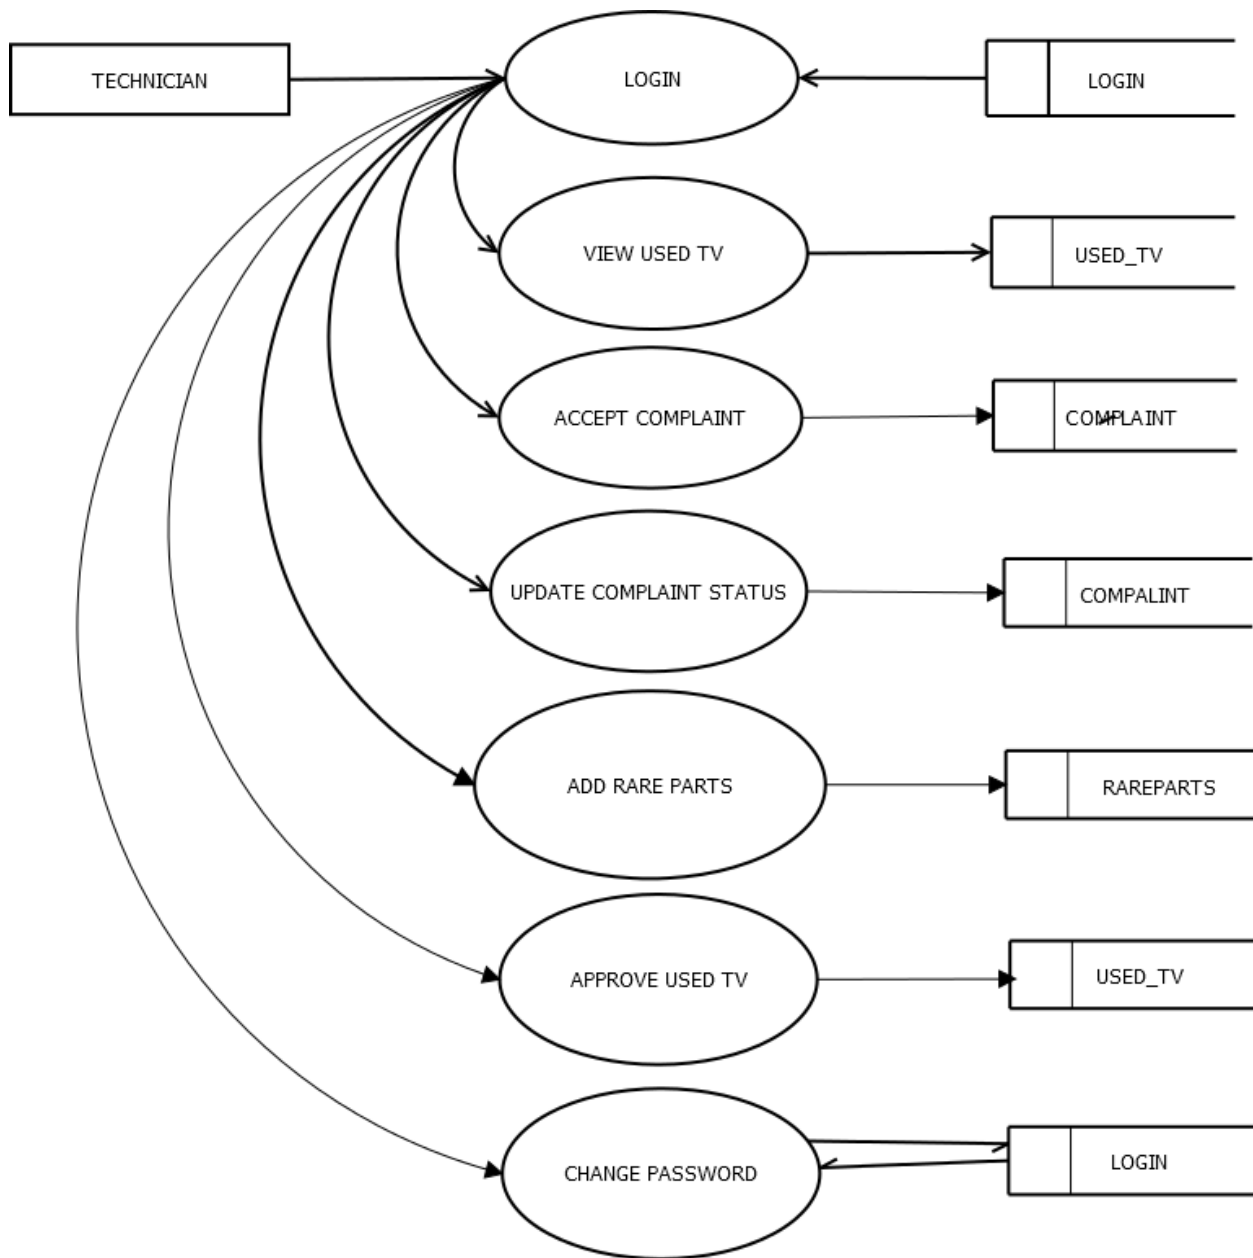 TECHNICIAN
LOGIN
LOGIN
VIEW USED TV
USED_TV
ACCEPT COMPLAINT
COMPLAINT
UPDATE COMPLAINT STATUS
COMPALINT
ADD RARE PARTS
RAREPARTS
APPROVE USED TV
USED_TV
CHANGE PASSWORD
LOGIN